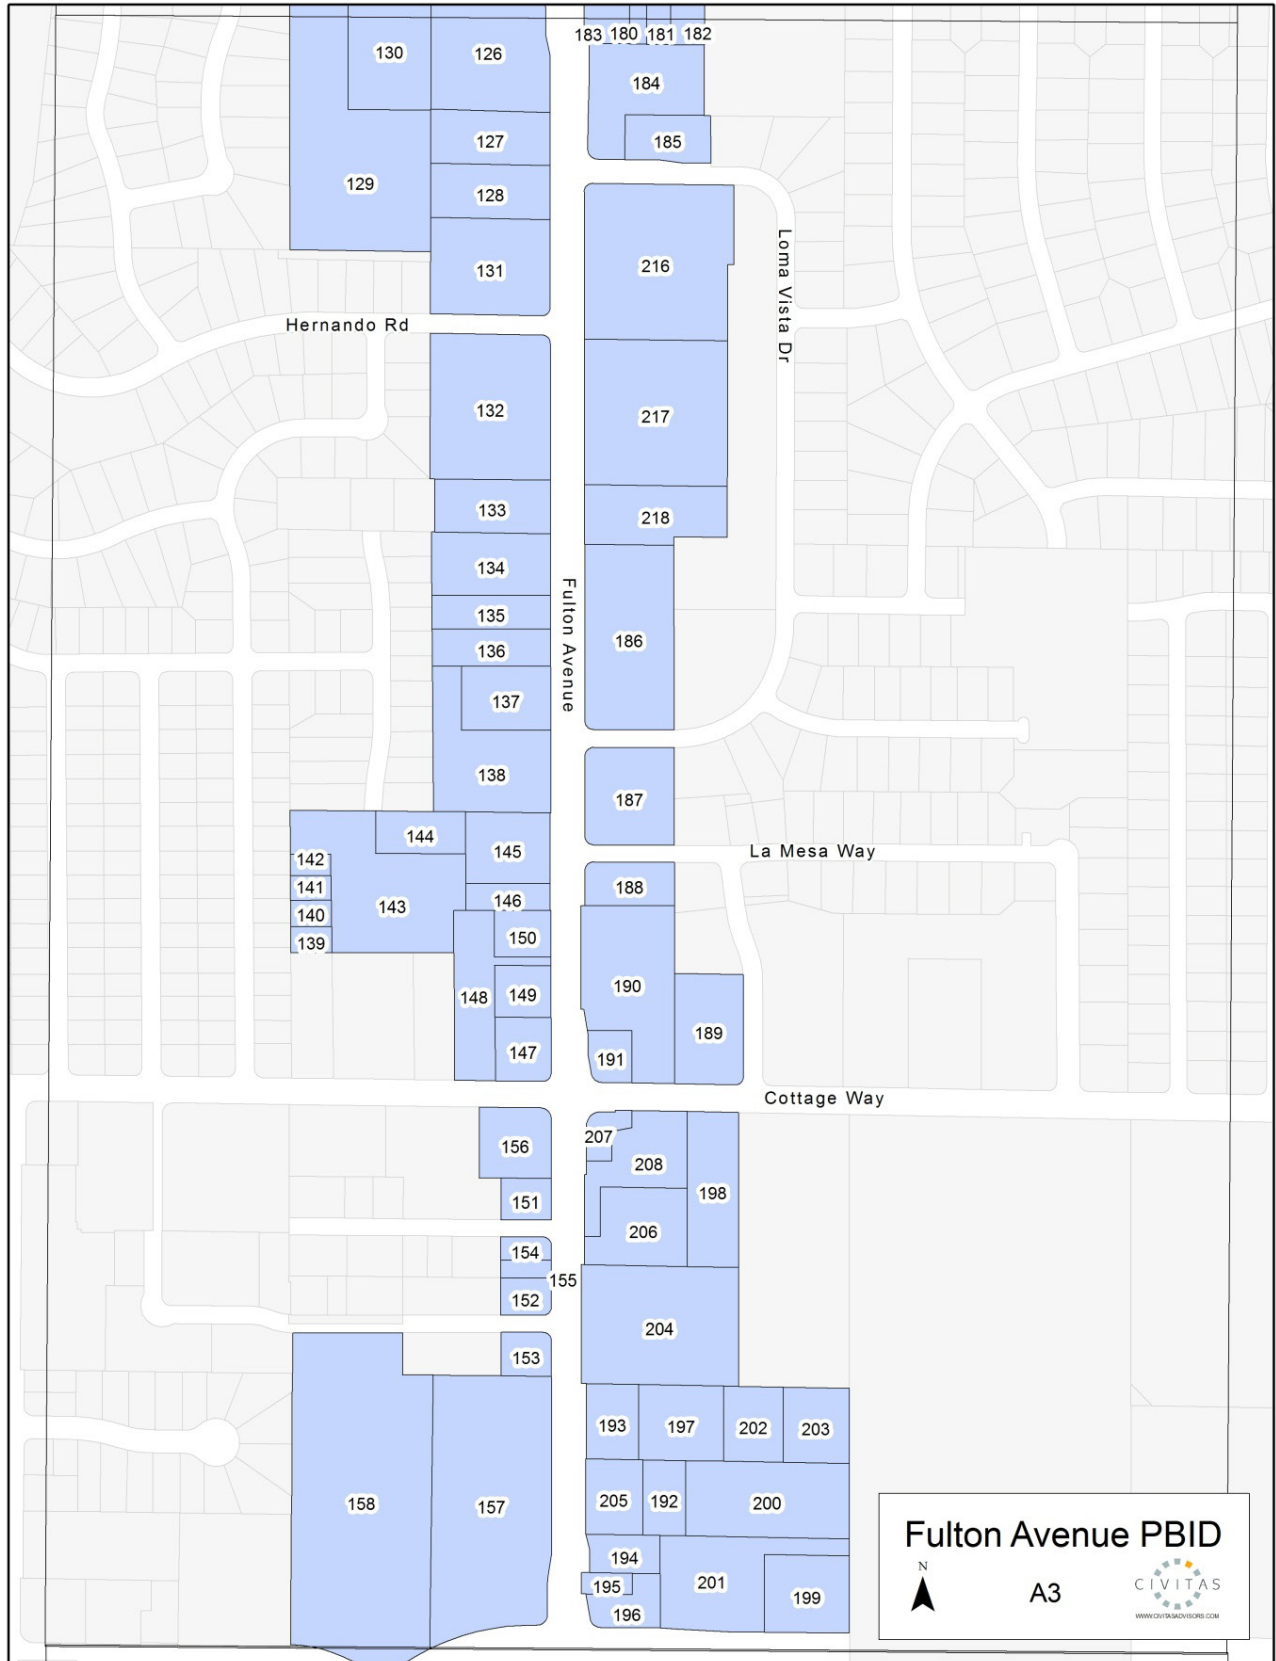 183 180 181 182
130 126
184
127 185
129 128
216
131
Loma Vista Dr
Hernando Rd
132 217
133 218
134
Fulton Avenue
135
136 186
137
138
187
144 145
La Mesa Way
142
141 146 188
143
140
139 150
148 149 190
189
147 191
Cottage Way
207
156 208
151 198
206
154
155
152
204
153
193 197 202 203
158 157 205 192 200
194
195 201
196 199
Fulton Avenue PBID
N
A3
CIVITAS
WWW.CIVITASADVISORS.COM